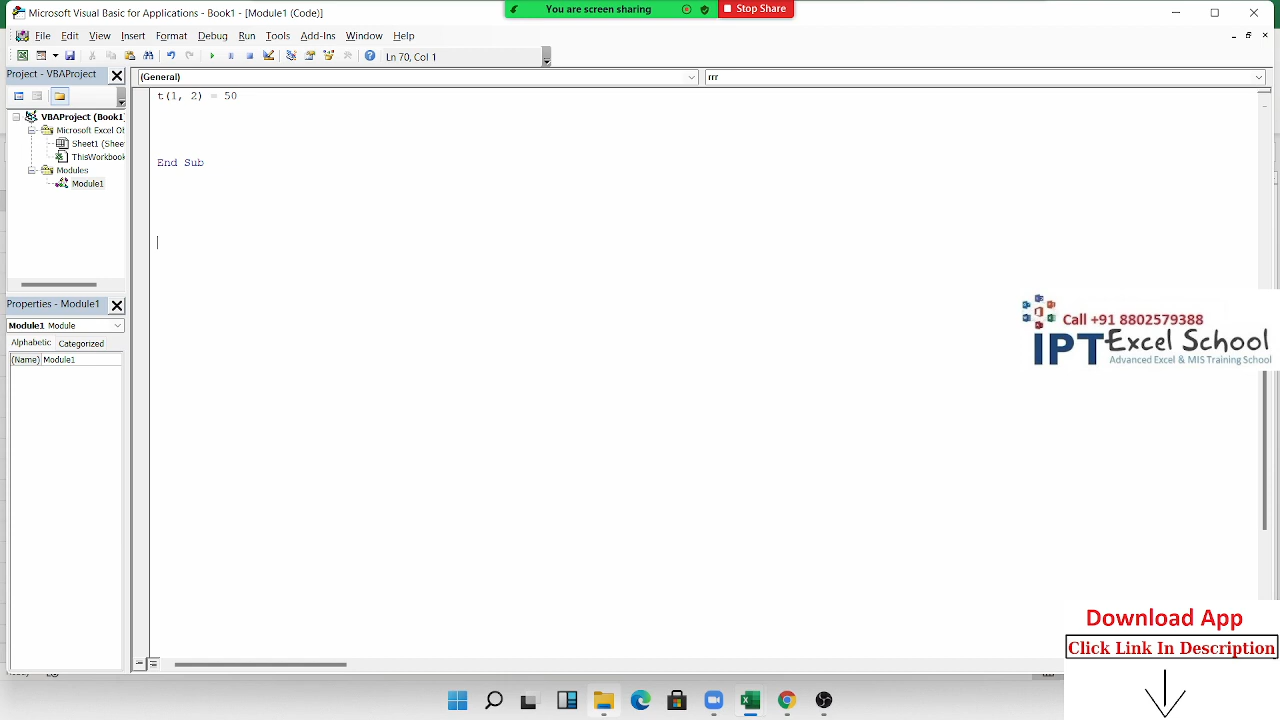 Microsoft Visual Basic for Applications - Book1 - [Module1 (Code)]
You are screen sharing
Stop Share
File Edit View Insert Format Debug Run Tools Add-Ins Window Help
Ln 70, Col 1
Project - VBAProject
(General)
rrr
VBAProject (Book1
Microsoft Excel Ob
Sheet1 (Shee
ThisWorkbook
Modules
Module1
t(1, 2) = 50
End Sub
Properties - Module1
Module1 Module
Alphabetic Categorized
(Name) Module1
Call +91 8802579388
IPT Excel School
Advanced Excel & MIS Training School
Download App
Click Link In Description